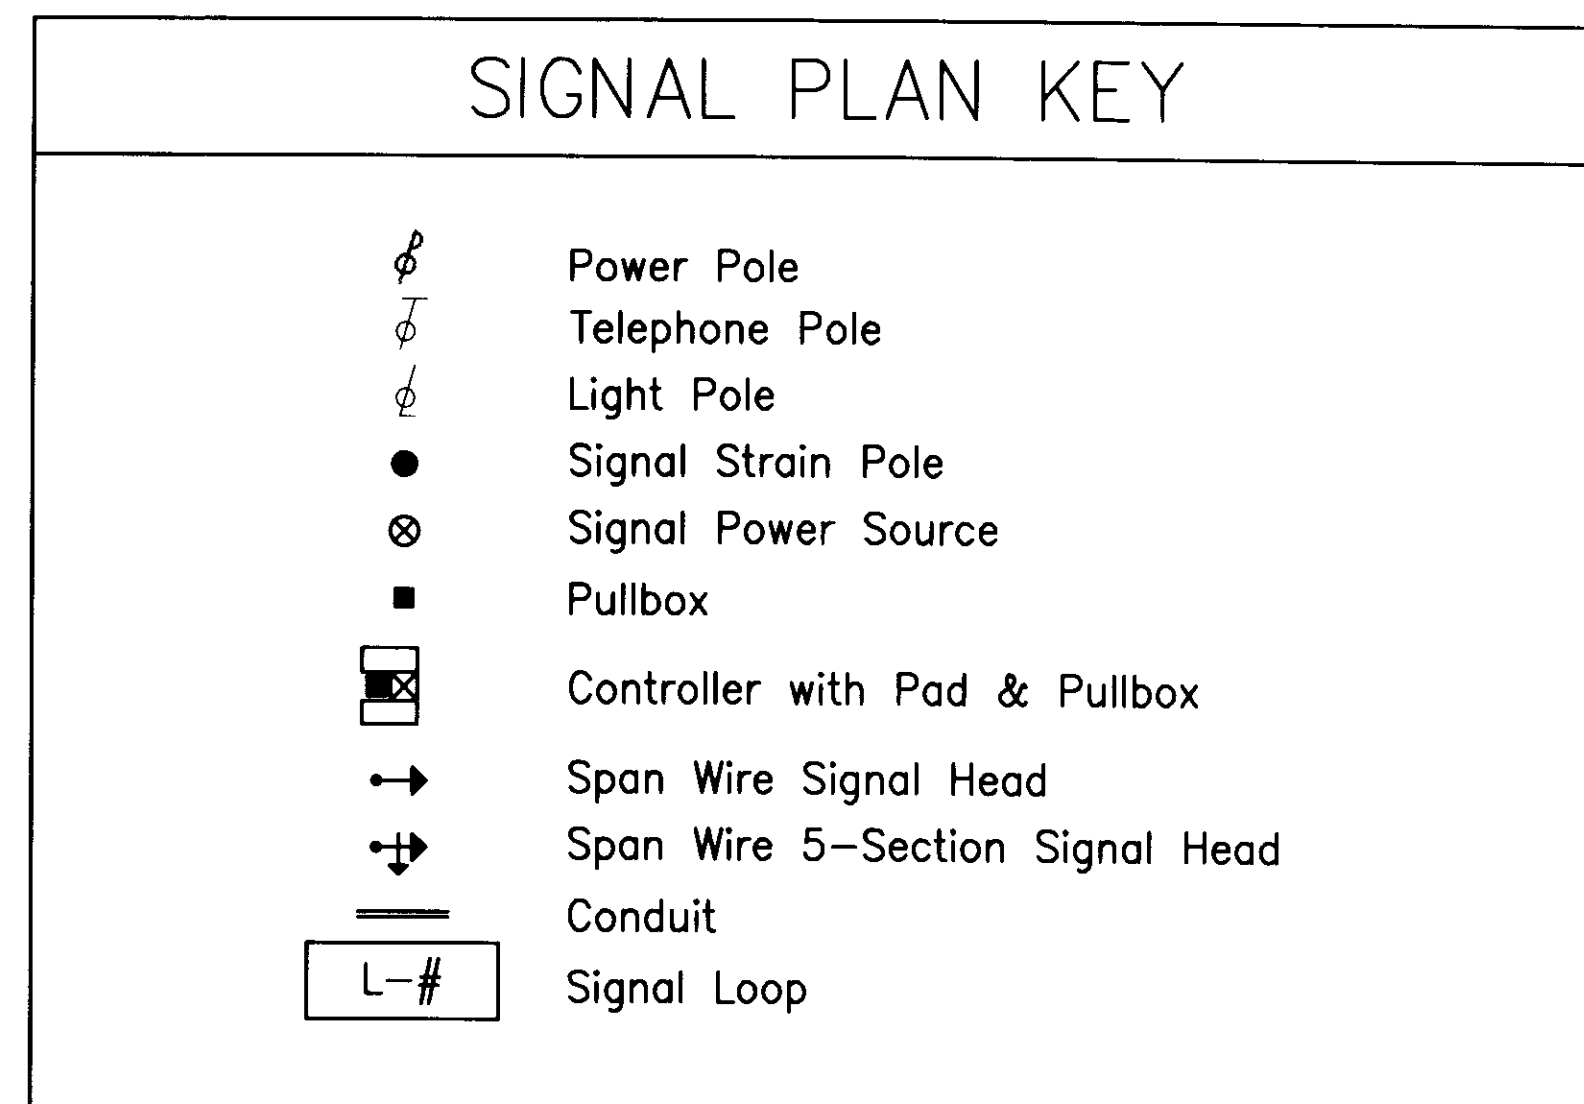 SIGNAL PLAN KEY
Power Pole
Telephone Pole
Light Pole
Signal Strain Pole
Signal Power Source
Pullbox
Controller with Pad & Pullbox
Span Wire Signal Head
Span Wire 5-Section Signal Head
Conduit
L-# Signal Loop